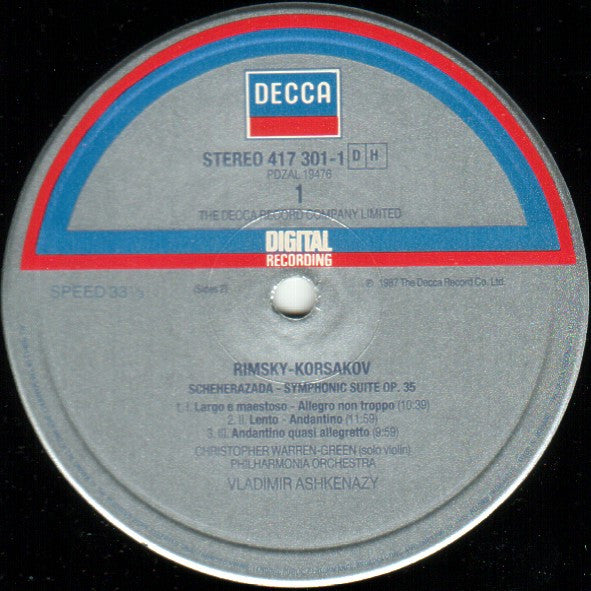 DECCA
STEREO 417 301-1 D H
PDZAL 19476
1
THE DECCA RECORD COMPANY LIMITED
DIGITAL
RECORDING
SPEED 33⅓ (Sides 2) ℗ 1987 The Decca Record Co. Ltd.
RIMSKY-KORSAKOV
SCHEHERAZADA - SYMPHONIC SUITE OP. 35
1. I. Largo e maestoso - Allegro non troppo (10:39)
2. II. Lento - Andantino (11:59)
3. III. Andantino quasi allegretto (9:59)
CHRISTOPHER WARREN-GREEN (solo violin)
PHILHARMONIA ORCHESTRA
VLADIMIR ASHKENAZY